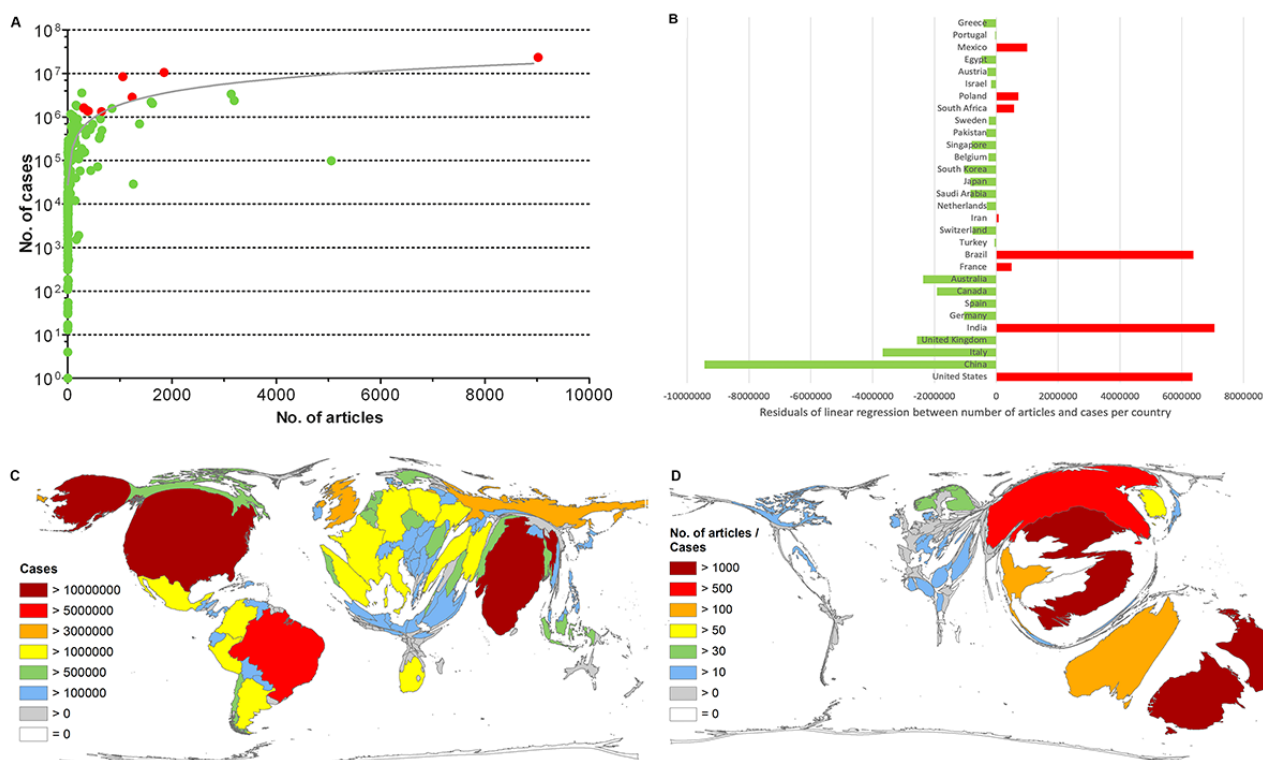 A
10⁸
10⁷
10⁶
10⁵
10⁴
10³
10²
10¹
10⁰
No. of cases
0
2000
4000
6000
8000
10000
No. of articles
B
Greece
Portugal
Mexico
Egypt
Austria
Israel
Poland
South Africa
Sweden
Pakistan
Singapore
Belgium
South Korea
Japan
Saudi Arabia
Netherlands
Iran
Switzerland
Turkey
Brazil
France
Australia
Canada
Spain
Germany
India
United Kingdom
Italy
China
United States
-10000000
-8000000
-6000000
-4000000
-2000000
0
2000000
4000000
6000000
8000000
Residuals of linear regression between number of articles and cases per country
C
Cases
> 10000000
> 5000000
> 3000000
> 1000000
> 500000
> 100000
> 0
= 0
D
No. of articles /
Cases
> 1000
> 500
> 100
> 50
> 30
> 10
> 0
= 0